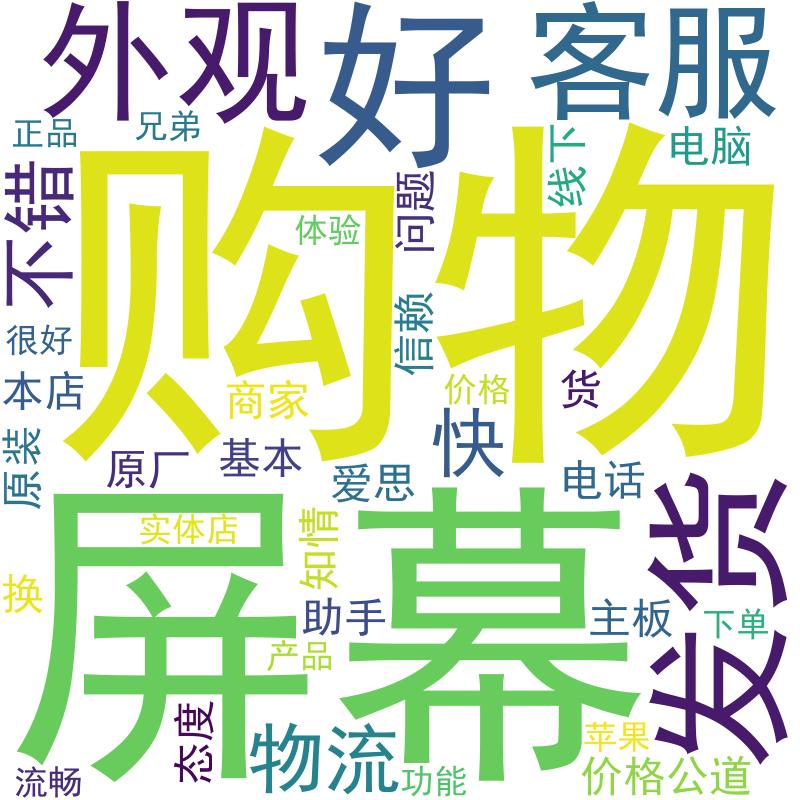 外观
好
客服
正品
兄弟
购物
不错
问题
线下
电脑
体验
信赖
很好
本店
商家
价格
货
快
原装
原厂
基本
爱思
电话
屏幕
发货
实体店
知情
换
助手
主板
下单
产品
态度
物流
苹果
流畅
功能
价格公道